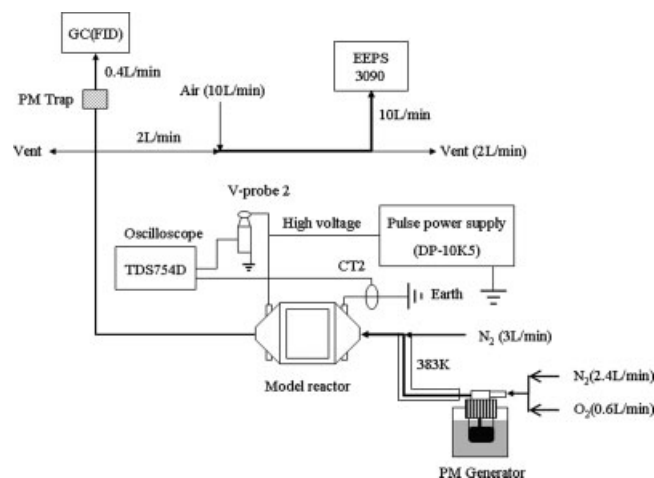 GC(FID)
EEPS
3090
0.4L/min
PM Trap
Air (10L/min)
10L/min
2L/min
Vent
Vent (2L/min)
V-probe 2
Oscilloscope
High voltage
Pulse power supply
(DP-10K5)
TDS754D
CT2
Earth
N2 (3L/min)
383K
Model reactor
N2(2.4L/min)
O2(0.6L/min)
PM Generator